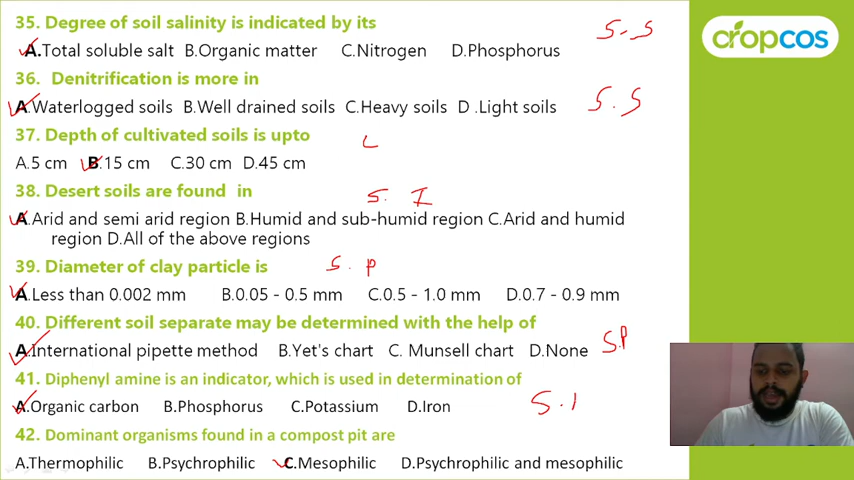 35. Degree of soil salinity is indicated by its
S-S
A.Total soluble salt B.Organic matter C.Nitrogen D.Phosphorus
cropcos
36. Denitrification is more in
A.Waterlogged soils B.Well drained soils C.Heavy soils D .Light soils
S.S
37. Depth of cultivated soils is upto
A.5 cm B.15 cm C.30 cm D.45 cm
38. Desert soils are found in
S. I
A.Arid and semi arid region B.Humid and sub-humid region C.Arid and humid
region D.All of the above regions
39. Diameter of clay particle is
S. P
A.Less than 0.002 mm B.0.05 - 0.5 mm C.0.5 - 1.0 mm D.0.7 - 0.9 mm
40. Different soil separate may be determined with the help of
A.International pipette method B.Yet's chart C. Munsell chart D.None
S.P
41. Diphenyl amine is an indicator, which is used in determination of
A.Organic carbon B.Phosphorus C.Potassium D.Iron
42. Dominant organisms found in a compost pit are
A.Thermophilic B.Psychrophilic C.Mesophilic D.Psychrophilic and mesophilic